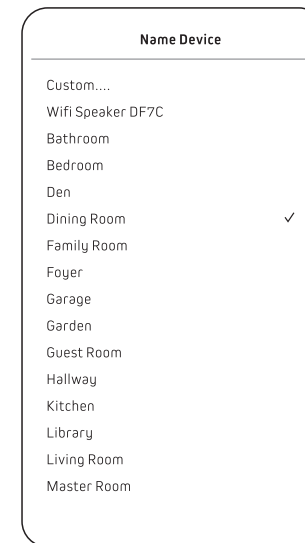 Name Device
Custom....
Wifi Speaker DF7C
Bathroom
Bedroom
Den
Dining Room ✓
Family Room
Foyer
Garage
Garden
Guest Room
Hallway
Kitchen
Library
Living Room
Master Room